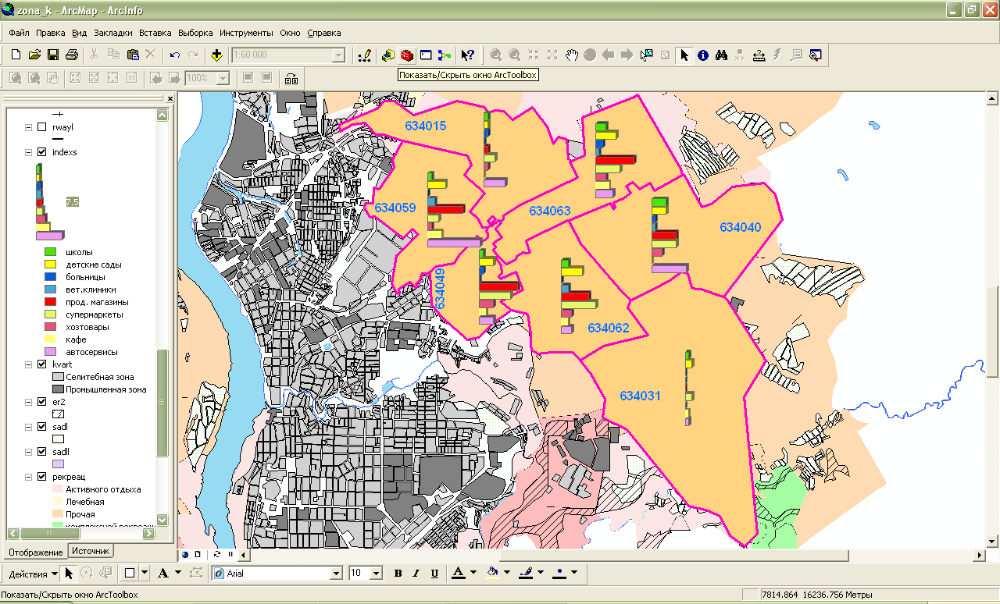 zona_k - ArcMap - ArcInfo
Файл Правка Вид Закладки Вставка Выборка Инструменты Окно Справка
1:60 000
100%
Показать/Скрыть окно ArcToolbox
rwayl
indexs
7.5
школы
детские сады
больницы
вет.клиники
прод. магазины
супермаркеты
хозтовары
кафе
автосервисы
kvart
Селитебная зона
Промышленная зона
er2
sadl
sadll
рекреац
Активного отдыха
Лечебная
Прочая
Отображение Источник
634015
634059
634063
634040
634049
634062
634031
Действия
A
Arial
10
B I U
A
Показать/Скрыть окно ArcToolbox
7814.864 16236.756 Метры